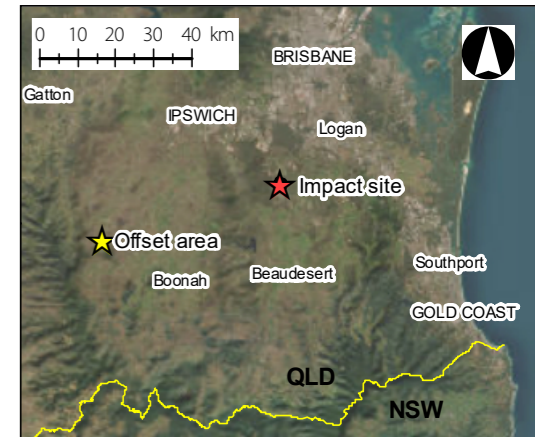 0 10 20 30 40 km
BRISBANE
Gatton
IPSWICH
Logan
Impact site
Offset area
Southport
Beaudesert
Boonah
GOLD COAST
QLD
NSW